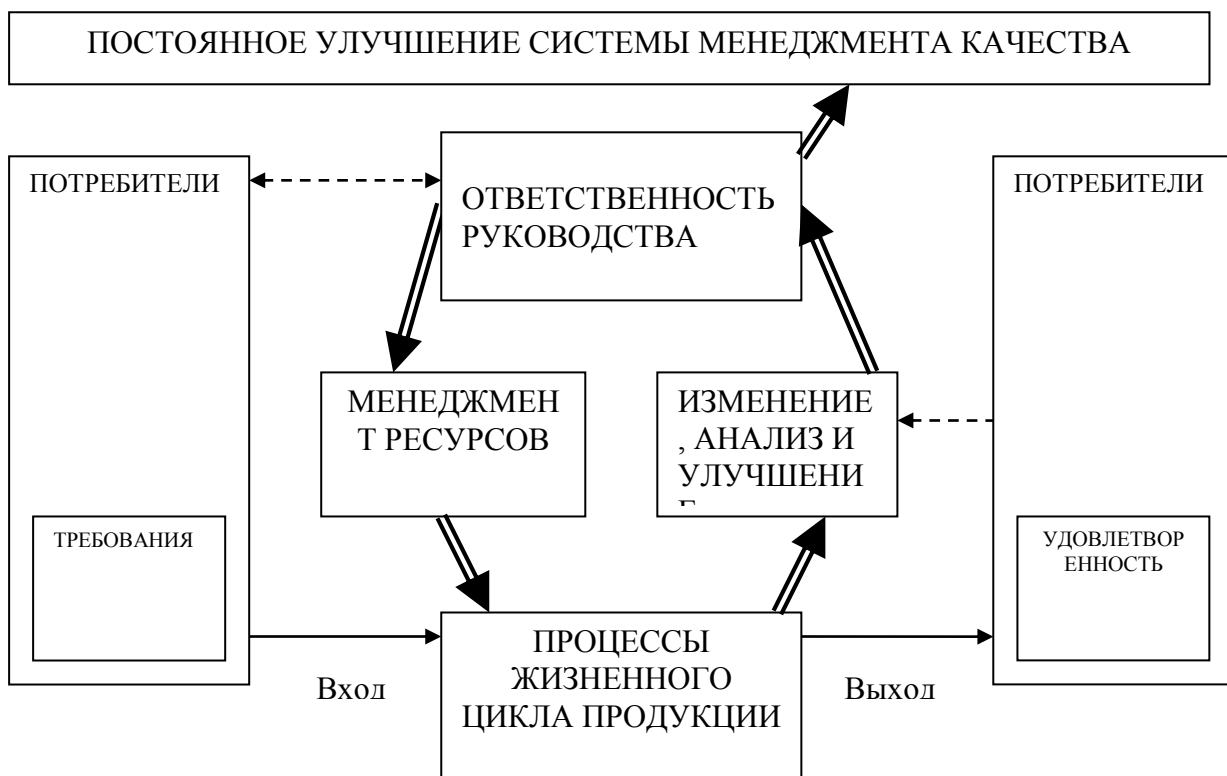 ПОСТОЯННОЕ УЛУЧШЕНИЕ СИСТЕМЫ МЕНЕДЖМЕНТА КАЧЕСТВА
ПОТРЕБИТЕЛИ
ОТВЕТСТВЕННОСТЬ
РУКОВОДСТВА
ПОТРЕБИТЕЛИ
МЕНЕДЖМЕН
Т РЕСУРСОВ
ИЗМЕНЕНИЕ
, АНАЛИЗ И
УЛУЧШЕНИ
ТРЕБОВАНИЯ
УДОВЛЕТВОР
ЕННОСТЬ
Вход
ПРОЦЕССЫ
ЖИЗНЕННОГО
ЦИКЛА ПРОДУКЦИИ
Выход